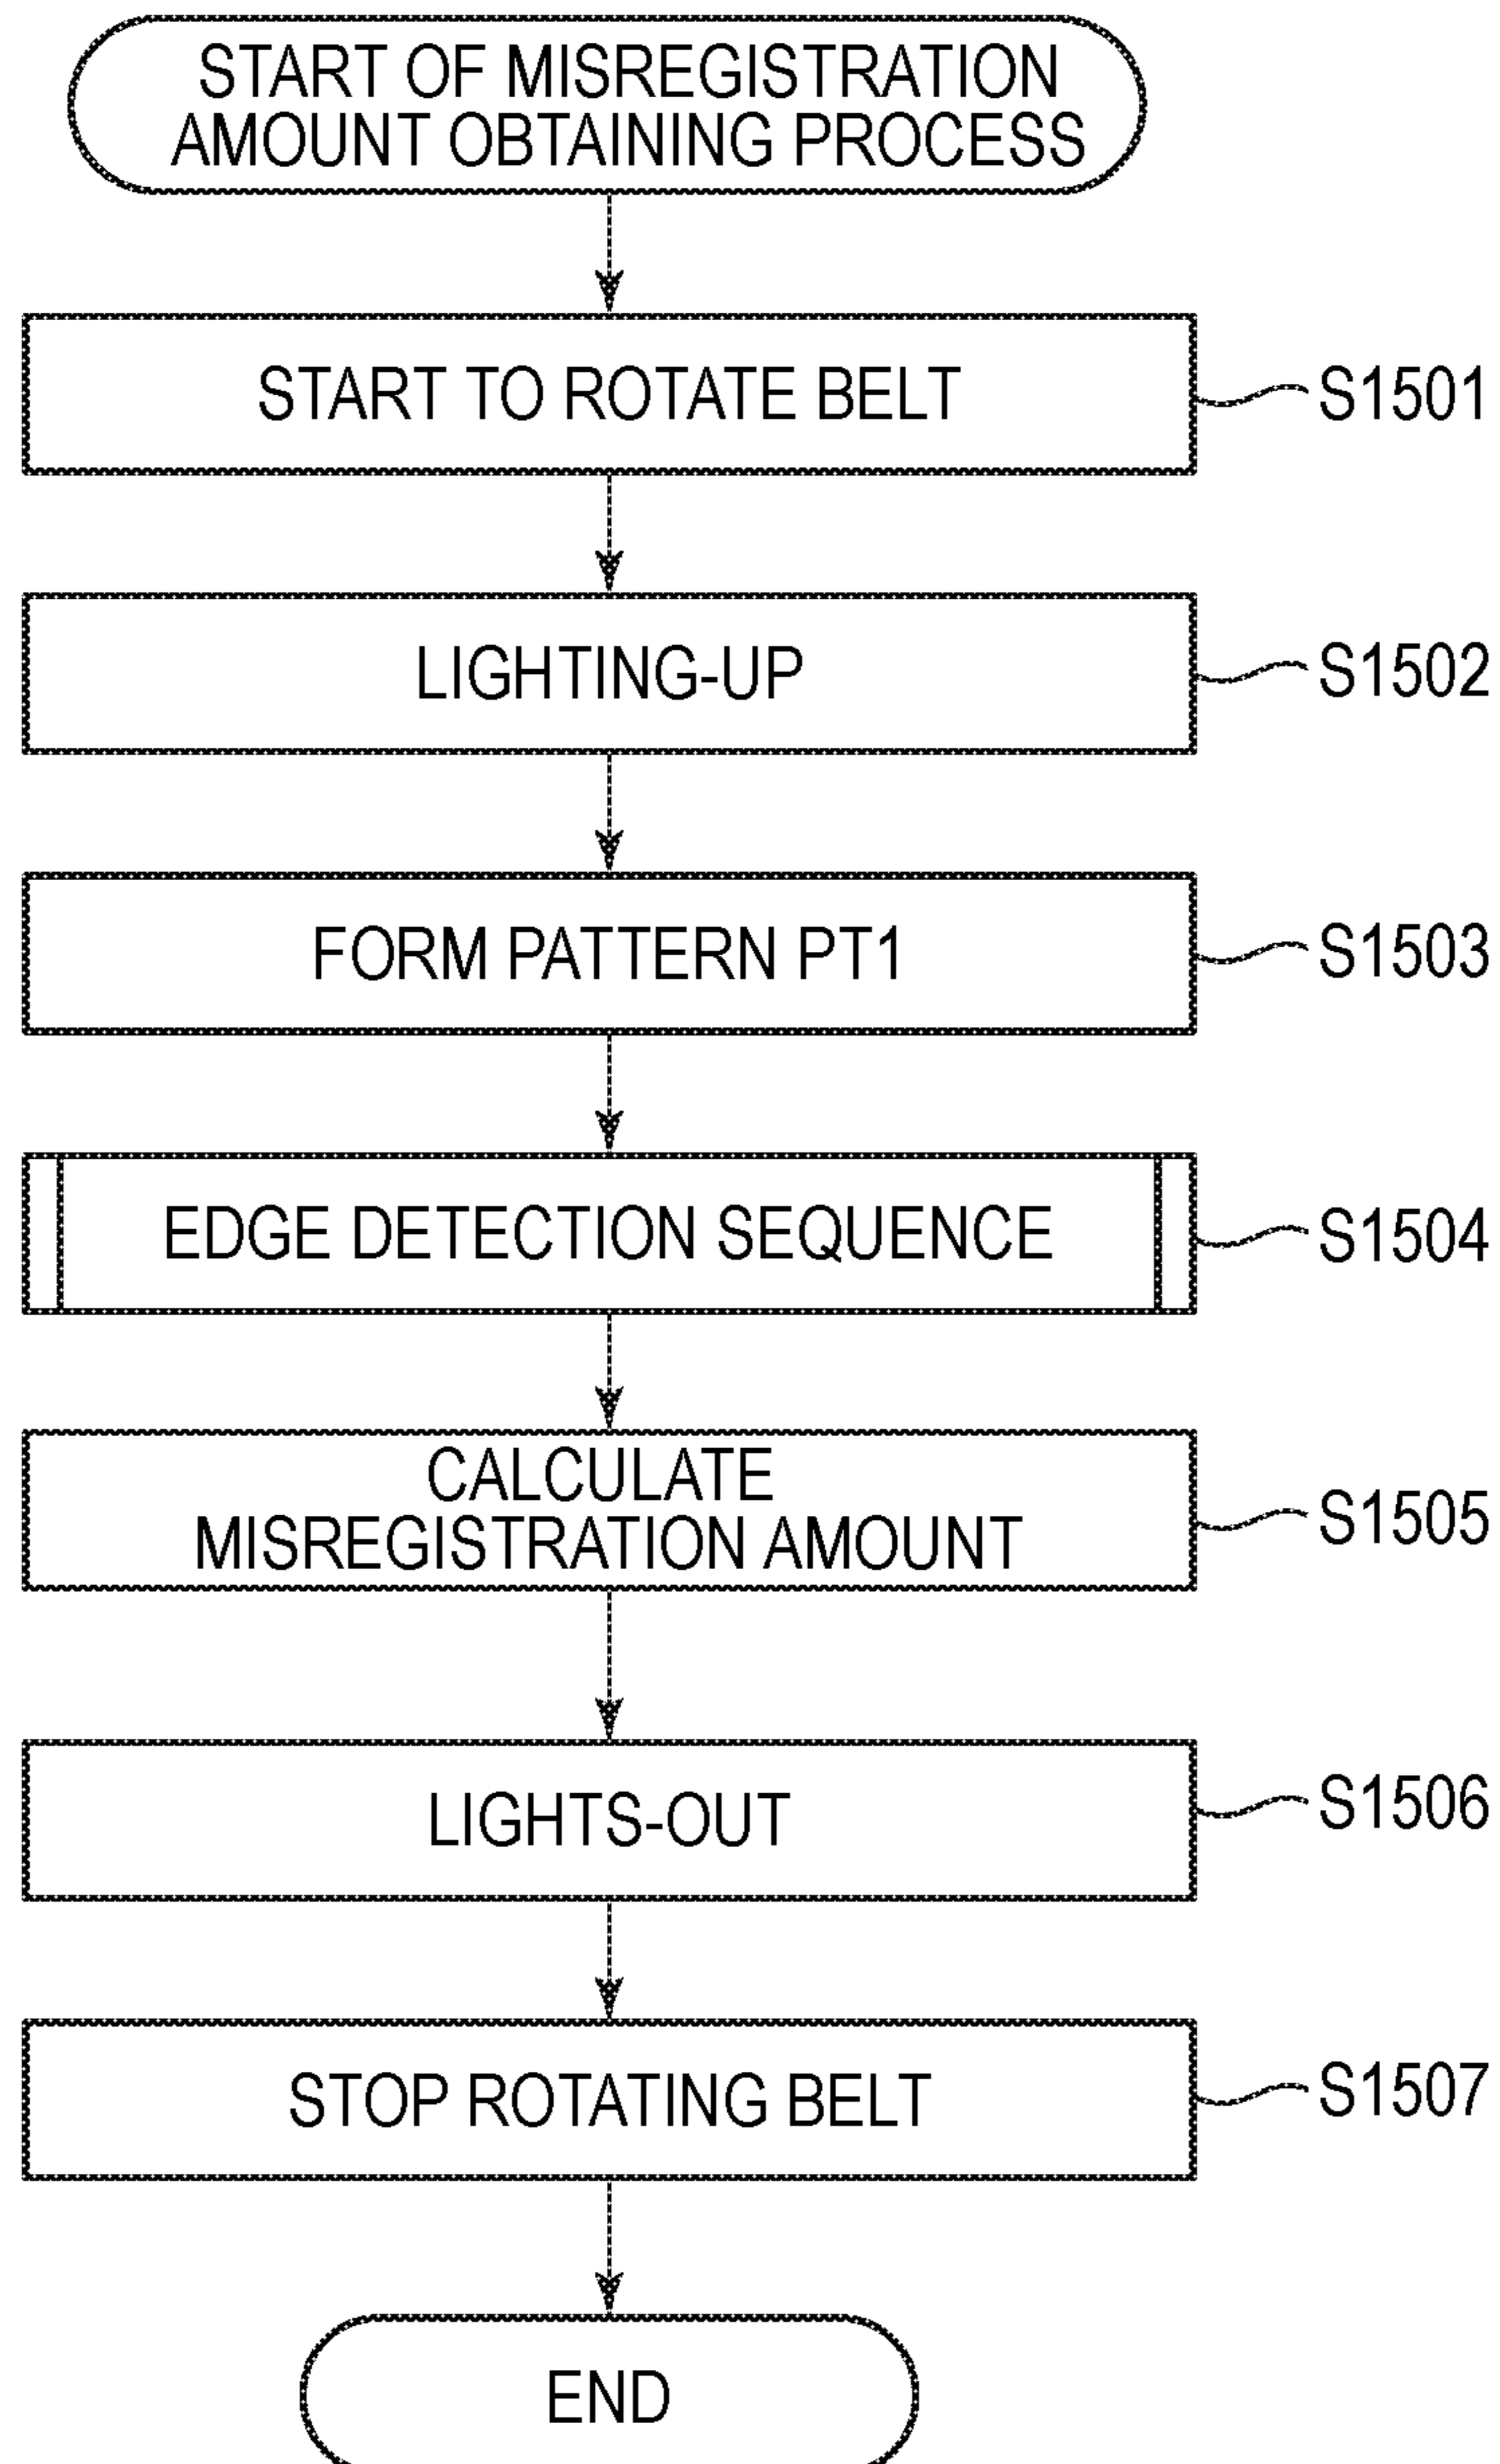 START OF MISREGISTRATION
AMOUNT OBTAINING PROCESS
START TO ROTATE BELT
S1501
LIGHTING-UP
S1502
FORM PATTERN PT1
S1503
EDGE DETECTION SEQUENCE
S1504
CALCULATE
MISREGISTRATION AMOUNT
S1505
LIGHTS-OUT
S1506
STOP ROTATING BELT
S1507
END